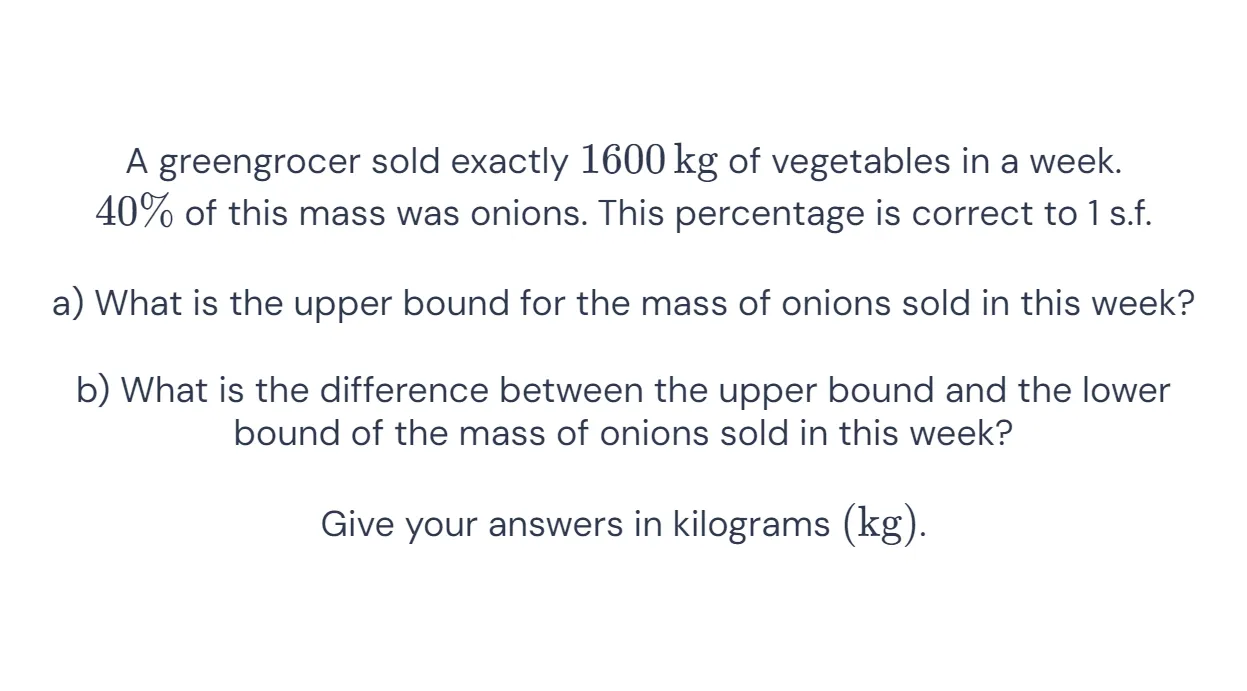 A greengrocer sold exactly 1600 kg of vegetables in a week.
40% of this mass was onions. This percentage is correct to 1 s.f.
a) What is the upper bound for the mass of onions sold in this week?
b) What is the difference between the upper bound and the lower
bound of the mass of onions sold in this week?
Give your answers in kilograms (kg).